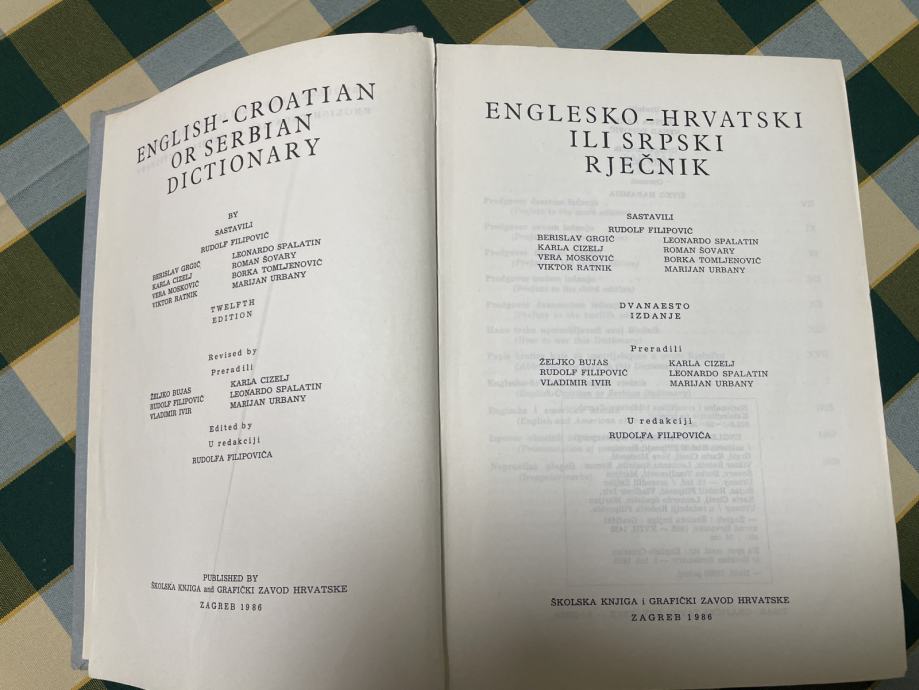 ENGLISH-CROATIAN
OR SERBIAN
DICTIONARY
BY
SASTAVILI
RUDOLF FILIPOVIĆ
BERISLAV GRGIĆ LEONARDO SPALATIN
KARLA CIZELJ ROMAN ŠOVARY
VERA MOSKOVIĆ BORKA TOMLJENOVIĆ
VIKTOR RATNIK MARIJAN URBANY
TWELFTH
EDITION
Revised by
Preradili
ŽELJKO BUJAS KARLA CIZELJ
RUDOLF FILIPOVIĆ LEONARDO SPALATIN
VLADIMIR IVIR MARIJAN URBANY
Edited by
U redakciji
RUDOLFA FILIPOVIĆA
PUBLISHED BY
ŠKOLSKA KNJIGA and GRAFIČKI ZAVOD HRVATSKE
ZAGREB 1986
ENGLESKO-HRVATSKI
ILI SRPSKI
RJEČNIK
SASTAVILI
RUDOLF FILIPOVIĆ
BERISLAV GRGIĆ LEONARDO SPALATIN
KARLA CIZELJ ROMAN ŠOVARY
VERA MOSKOVIĆ BORKA TOMLJENOVIĆ
VIKTOR RATNIK MARIJAN URBANY
DVANAESTO
IZDANJE
Preradili
ŽELJKO BUJAS KARLA CIZELJ
RUDOLF FILIPOVIĆ LEONARDO SPALATIN
VLADIMIR IVIR MARIJAN URBANY
U redakciji
RUDOLFA FILIPOVIĆA
ŠKOLSKA KNJIGA i GRAFIČKI ZAVOD HRVATSKE
ZAGREB 1986